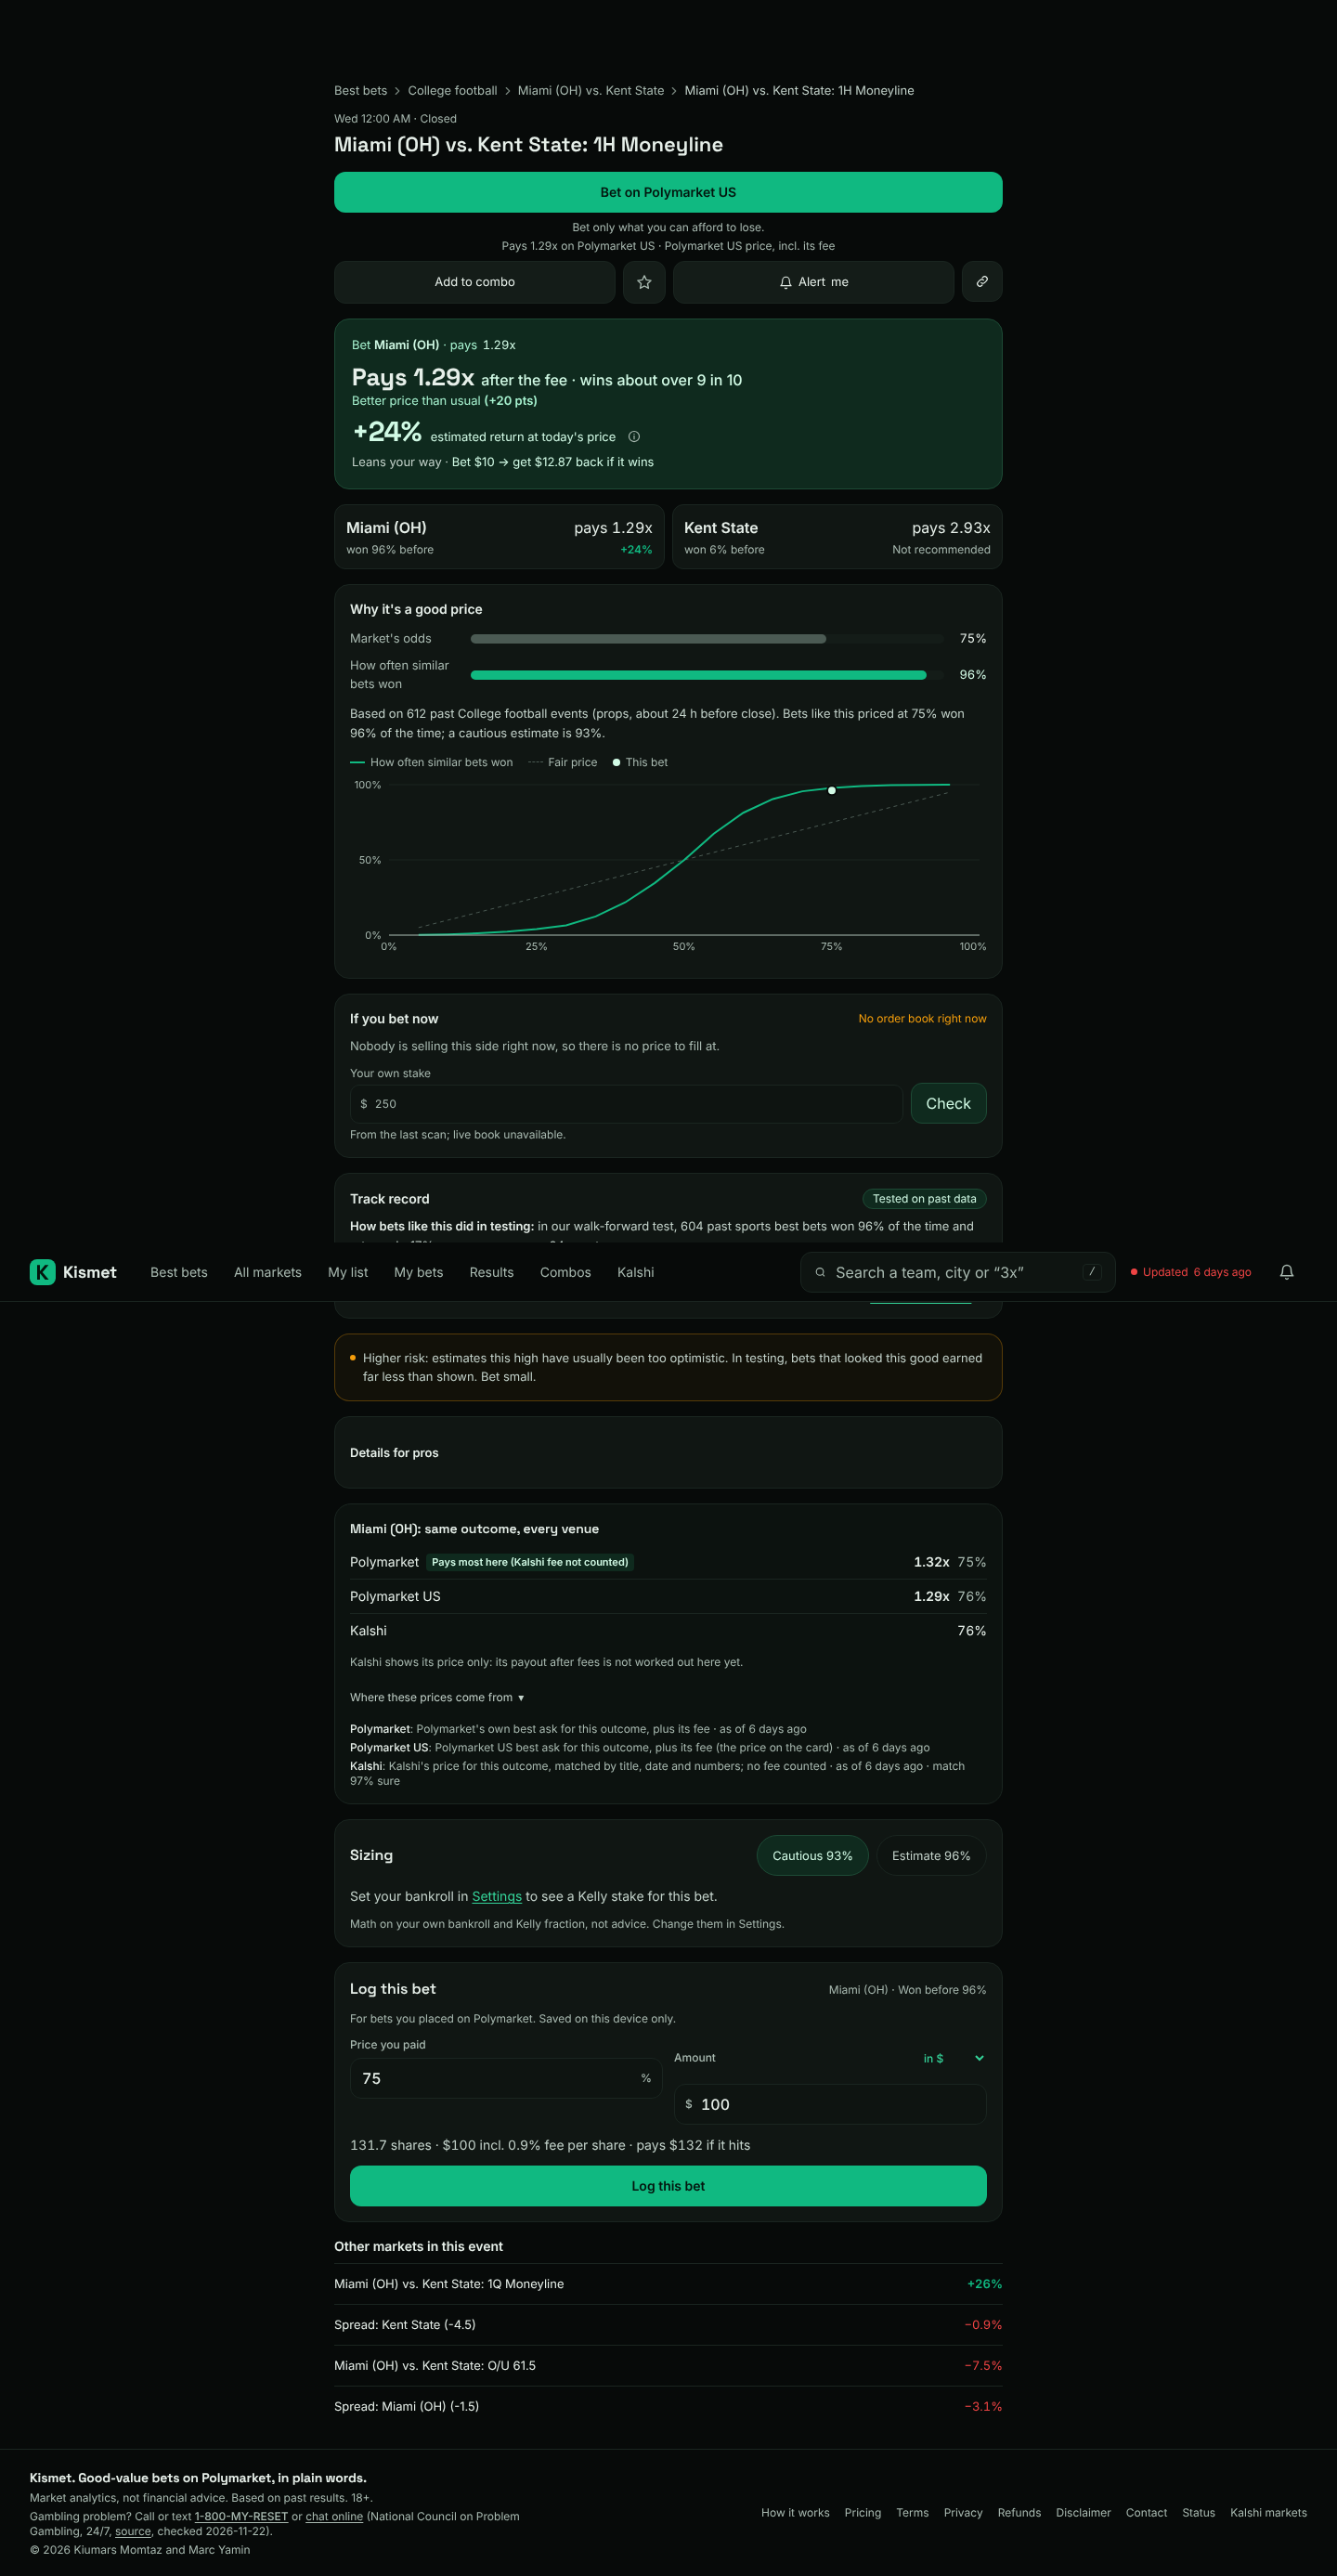 Best bets > College football > Miami (OH) vs. Kent State > Miami (OH) vs. Kent State: 1H Moneyline
Wed 12:00 AM · Closed
Miami (OH) vs. Kent State: 1H Moneyline
Bet on Polymarket US
Bet only what you can afford to lose.
Pays 1.29x on Polymarket US · Polymarket US price, incl. its fee
Add to combo
Alert me
Bet Miami (OH) · pays 1.29x
Pays 1.29x after the fee · wins about over 9 in 10
Better price than usual (+20 pts)
+24% estimated return at today's price
Leans your way · Bet $10 → get $12.87 back if it wins
Miami (OH) pays 1.29x
won 96% before +24%
Kent State pays 2.93x
won 6% before Not recommended
Why it's a good price
Market's odds 75%
How often similar
bets won 96%
Based on 612 past College football events (props, about 24 h before close). Bets like this priced at 75% won
96% of the time; a cautious estimate is 93%.
How often similar bets won Fair price This bet
100%
50%
0%
0% 25% 50% 75% 100%
If you bet now No order book right now
Nobody is selling this side right now, so there is no price to fill at.
Your own stake
$ 250 Check
From the last scan; live book unavailable.
Track record Tested on past data
How bets like this did in testing: in our walk-forward test, 604 past sports best bets won 96% of the time and
Kismet Best bets All markets My list My bets Results Combos Kalshi Search a team, city or “3x” / Updated 6 days ago
Higher risk: estimates this high have usually been too optimistic. In testing, bets that looked this good earned
far less than shown. Bet small.
Details for pros
Miami (OH): same outcome, every venue
Polymarket Pays most here (Kalshi fee not counted) 1.32x 75%
Polymarket US 1.29x 76%
Kalshi 76%
Kalshi shows its price only: its payout after fees is not worked out here yet.
Where these prices come from ▾
Polymarket: Polymarket's own best ask for this outcome, plus its fee · as of 6 days ago
Polymarket US: Polymarket US best ask for this outcome, plus its fee (the price on the card) · as of 6 days ago
Kalshi: Kalshi's price for this outcome, matched by title, date and numbers; no fee counted · as of 6 days ago · match
97% sure
Sizing Cautious 93% Estimate 96%
Set your bankroll in Settings to see a Kelly stake for this bet.
Math on your own bankroll and Kelly fraction, not advice. Change them in Settings.
Log this bet Miami (OH) · Won before 96%
For bets you placed on Polymarket. Saved on this device only.
Price you paid
75 %
Amount in $
$ 100
131.7 shares · $100 incl. 0.9% fee per share · pays $132 if it hits
Log this bet
Other markets in this event
Miami (OH) vs. Kent State: 1Q Moneyline +26%
Spread: Kent State (-4.5) −0.9%
Miami (OH) vs. Kent State: O/U 61.5 −7.5%
Spread: Miami (OH) (-1.5) −3.1%
Kismet. Good-value bets on Polymarket, in plain words.
Market analytics, not financial advice. Based on past results. 18+.
Gambling problem? Call or text 1-800-MY-RESET or chat online (National Council on Problem
Gambling, 24/7, source, checked 2026-11-22).
© 2026 Kiumars Momtaz and Marc Yamin
How it works Pricing Terms Privacy Refunds Disclaimer Contact Status Kalshi markets